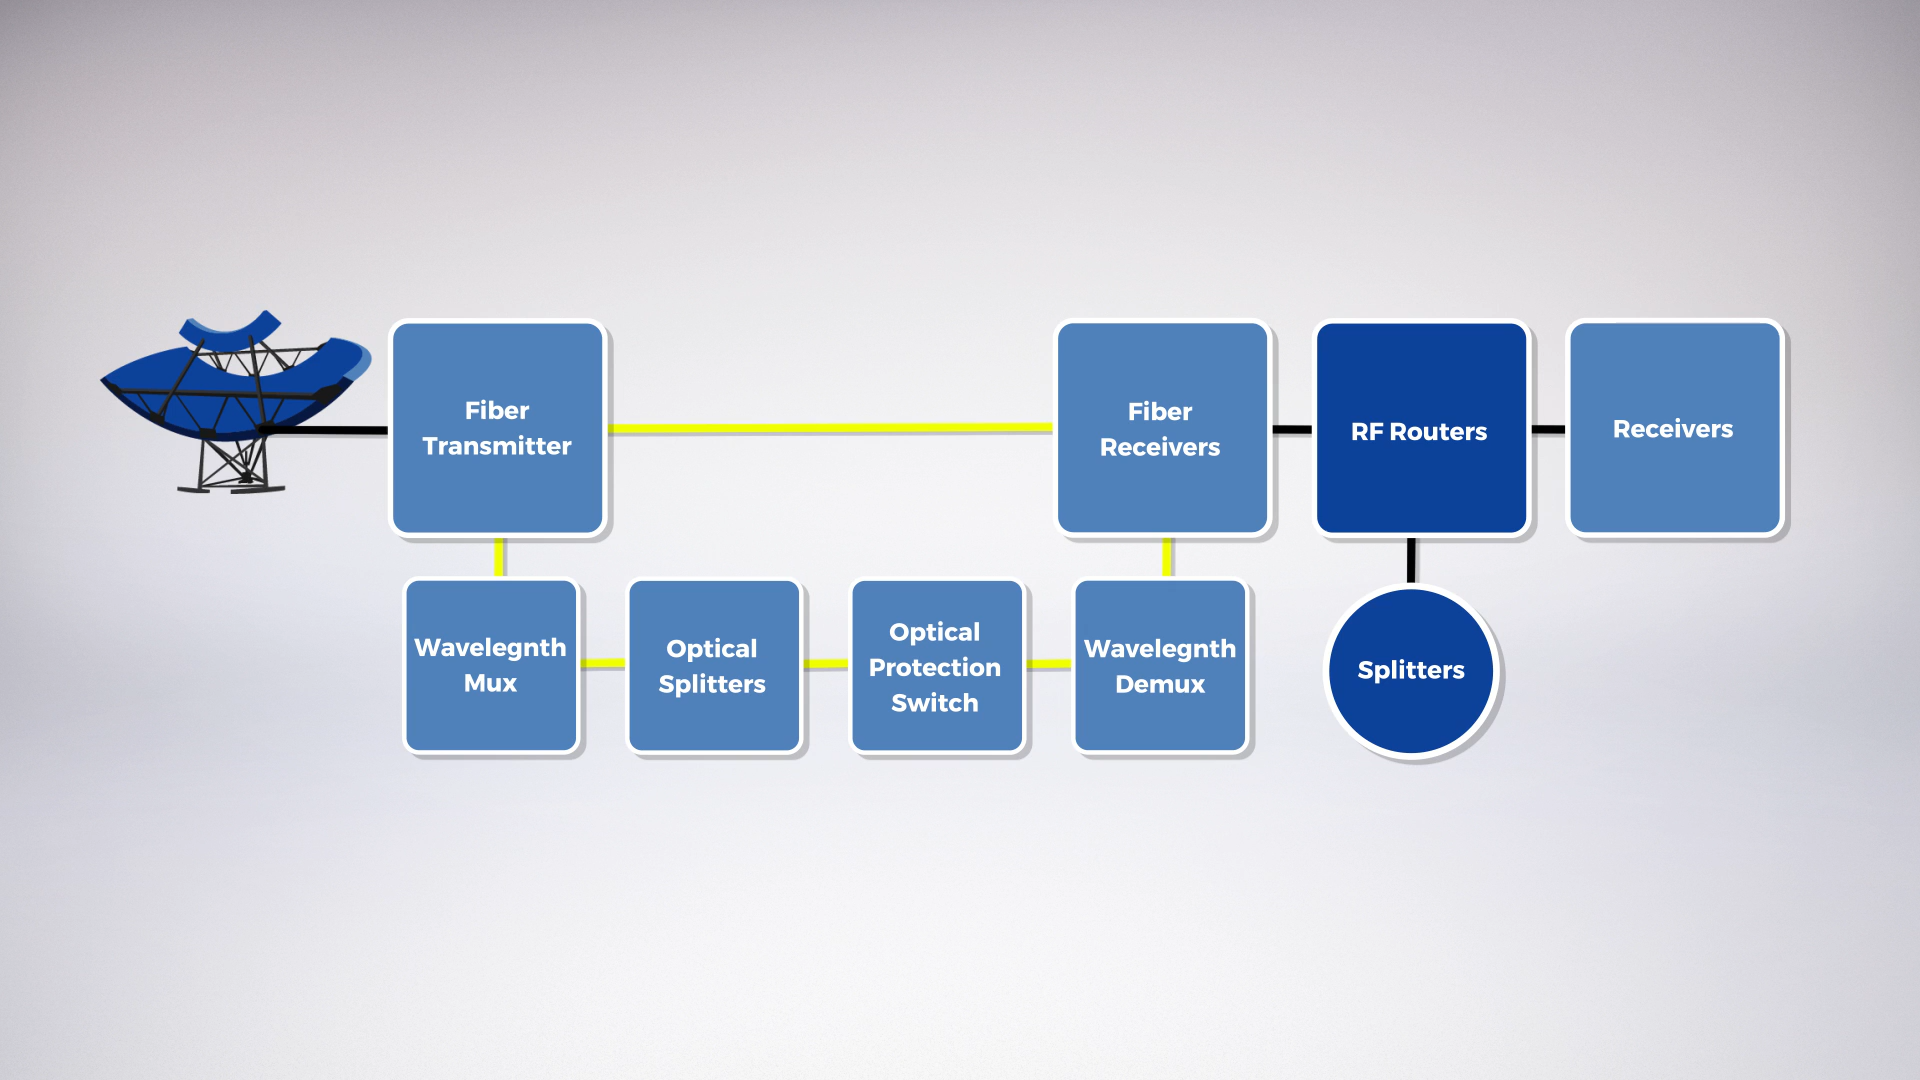 Fiber
Transmitter
Fiber
Receivers
RF Routers
Receivers
Wavelegnth
Mux
Optical
Splitters
Optical
Protection
Switch
Wavelegnth
Demux
Splitters